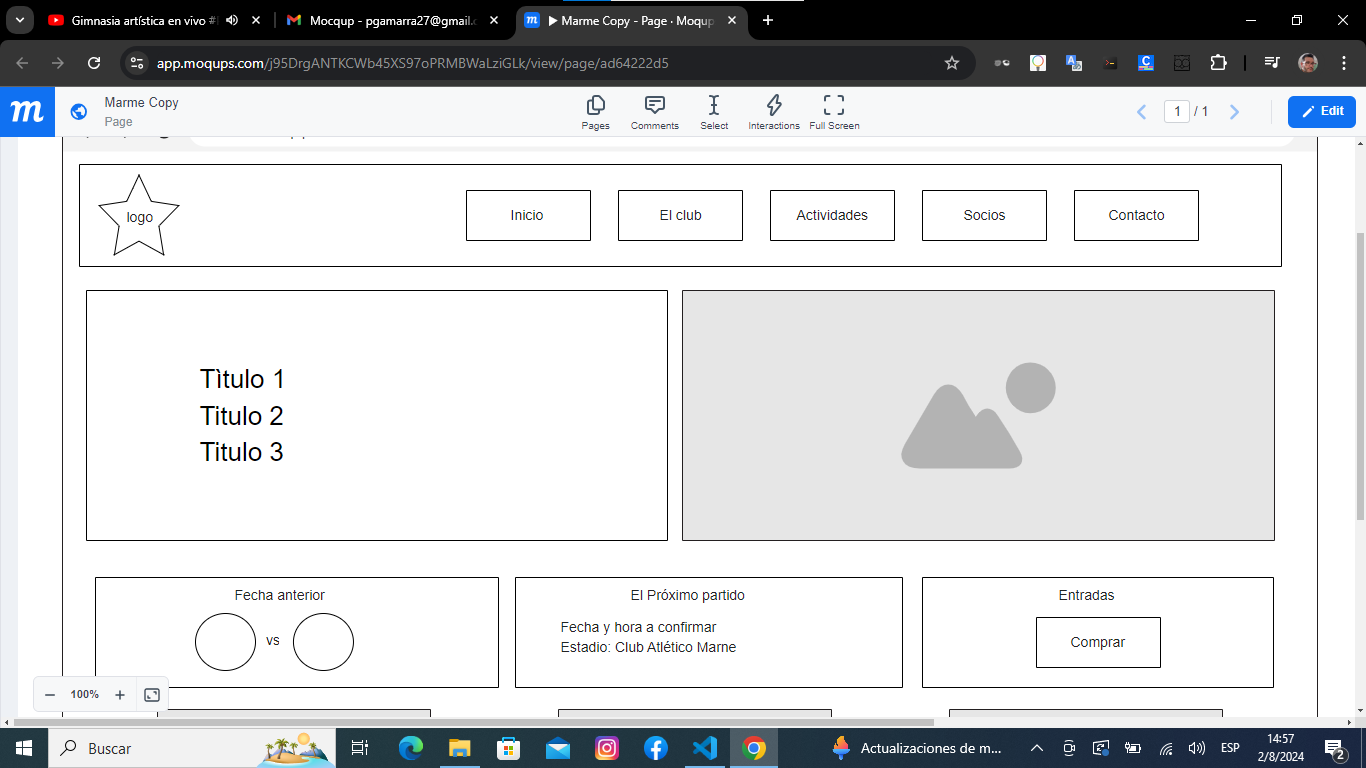 Gimnasia artística en vivo #
Mocqup - pgamarra27@gmail.c
▶ Marme Copy - Page · Moqup
app.moqups.com/j95DrgANTKCWb45XS97oPRMBWaLziGLk/view/page/ad64222d5
m
Marme Copy
Page
Pages
Comments
Select
Interactions
Full Screen
1 / 1
Edit
logo
Inicio
El club
Actividades
Socios
Contacto
Tìtulo 1
Titulo 2
Titulo 3
Fecha anterior
vs
El Próximo partido
Fecha y hora a confirmar
Estadio: Club Atlético Marne
Entradas
Comprar
100%
Buscar
Actualizaciones de m...
ESP
14:57
2/8/2024
2